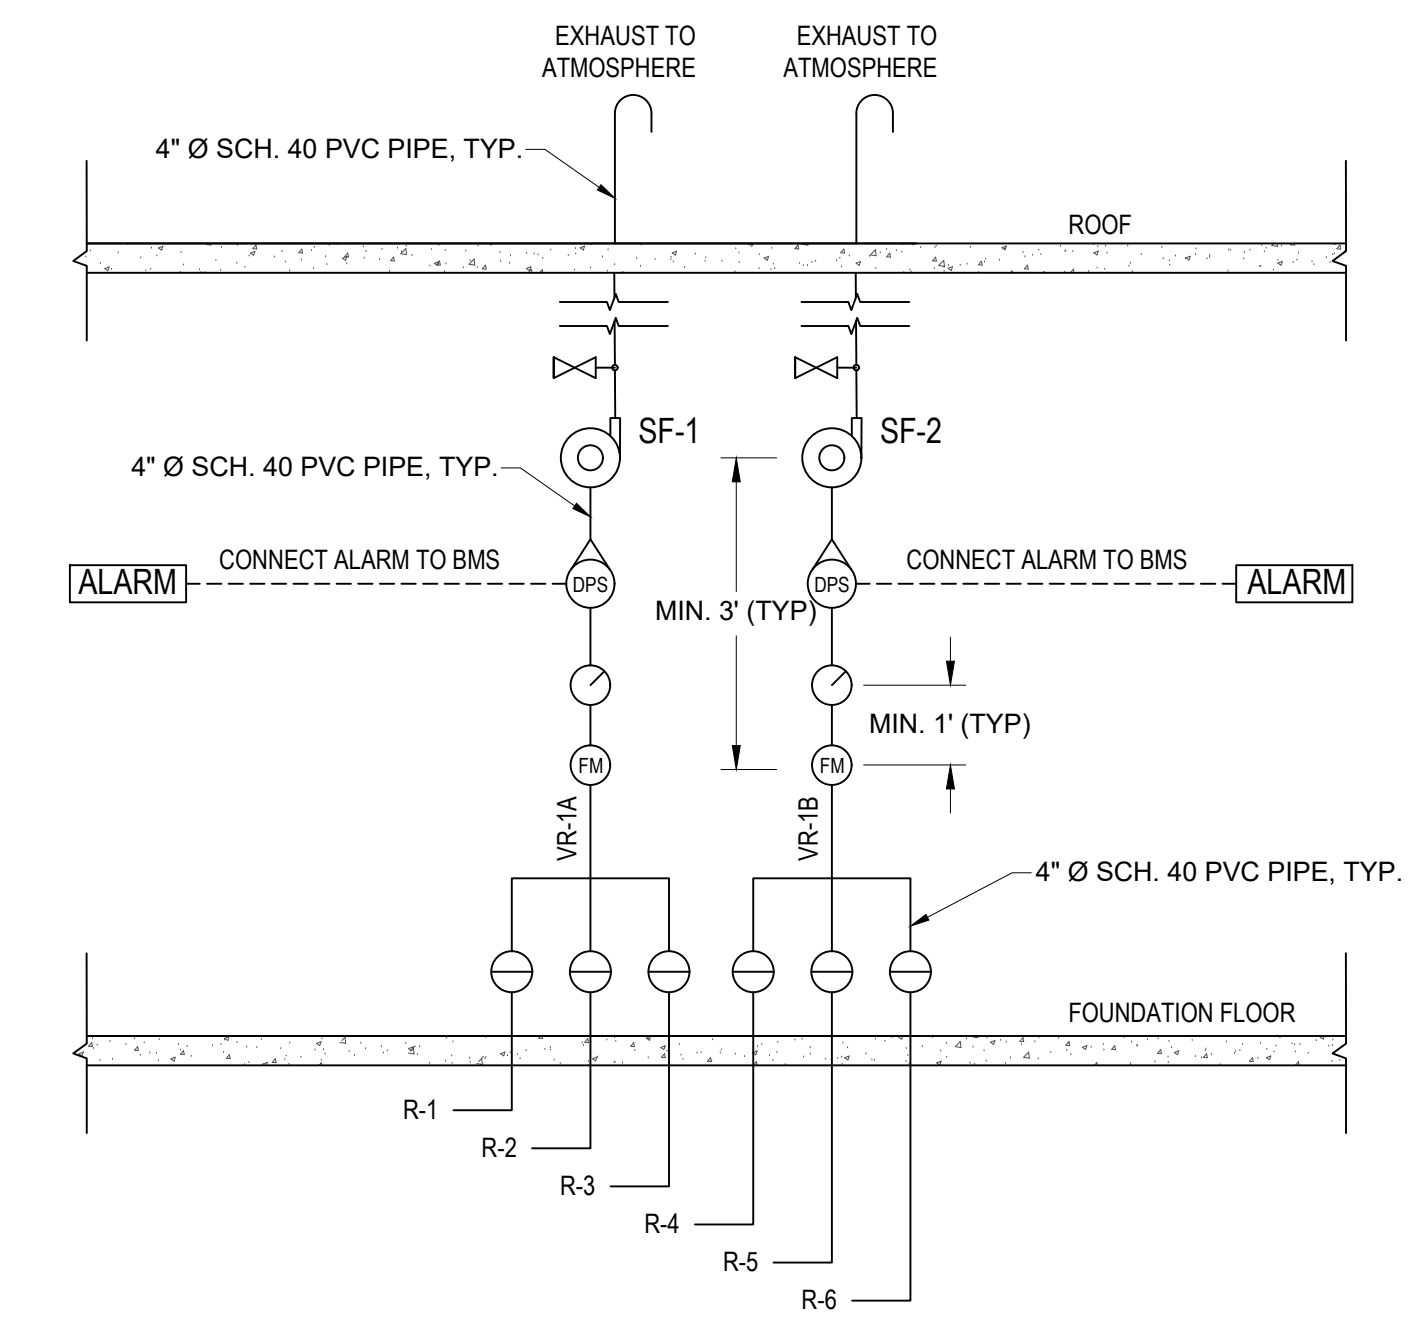 EXHAUST TO
ATMOSPHERE
EXHAUST TO
ATMOSPHERE
4" Ø SCH. 40 PVC PIPE, TYP.
ROOF
SF-1
SF-2
4" Ø SCH. 40 PVC PIPE, TYP.
CONNECT ALARM TO BMS
CONNECT ALARM TO BMS
ALARM
DPS
DPS
ALARM
MIN. 3' (TYP)
MIN. 1' (TYP)
FM
FM
VR-1A
VR-1B
4" Ø SCH. 40 PVC PIPE, TYP.
FOUNDATION FLOOR
R-1
R-2
R-3
R-4
R-5
R-6